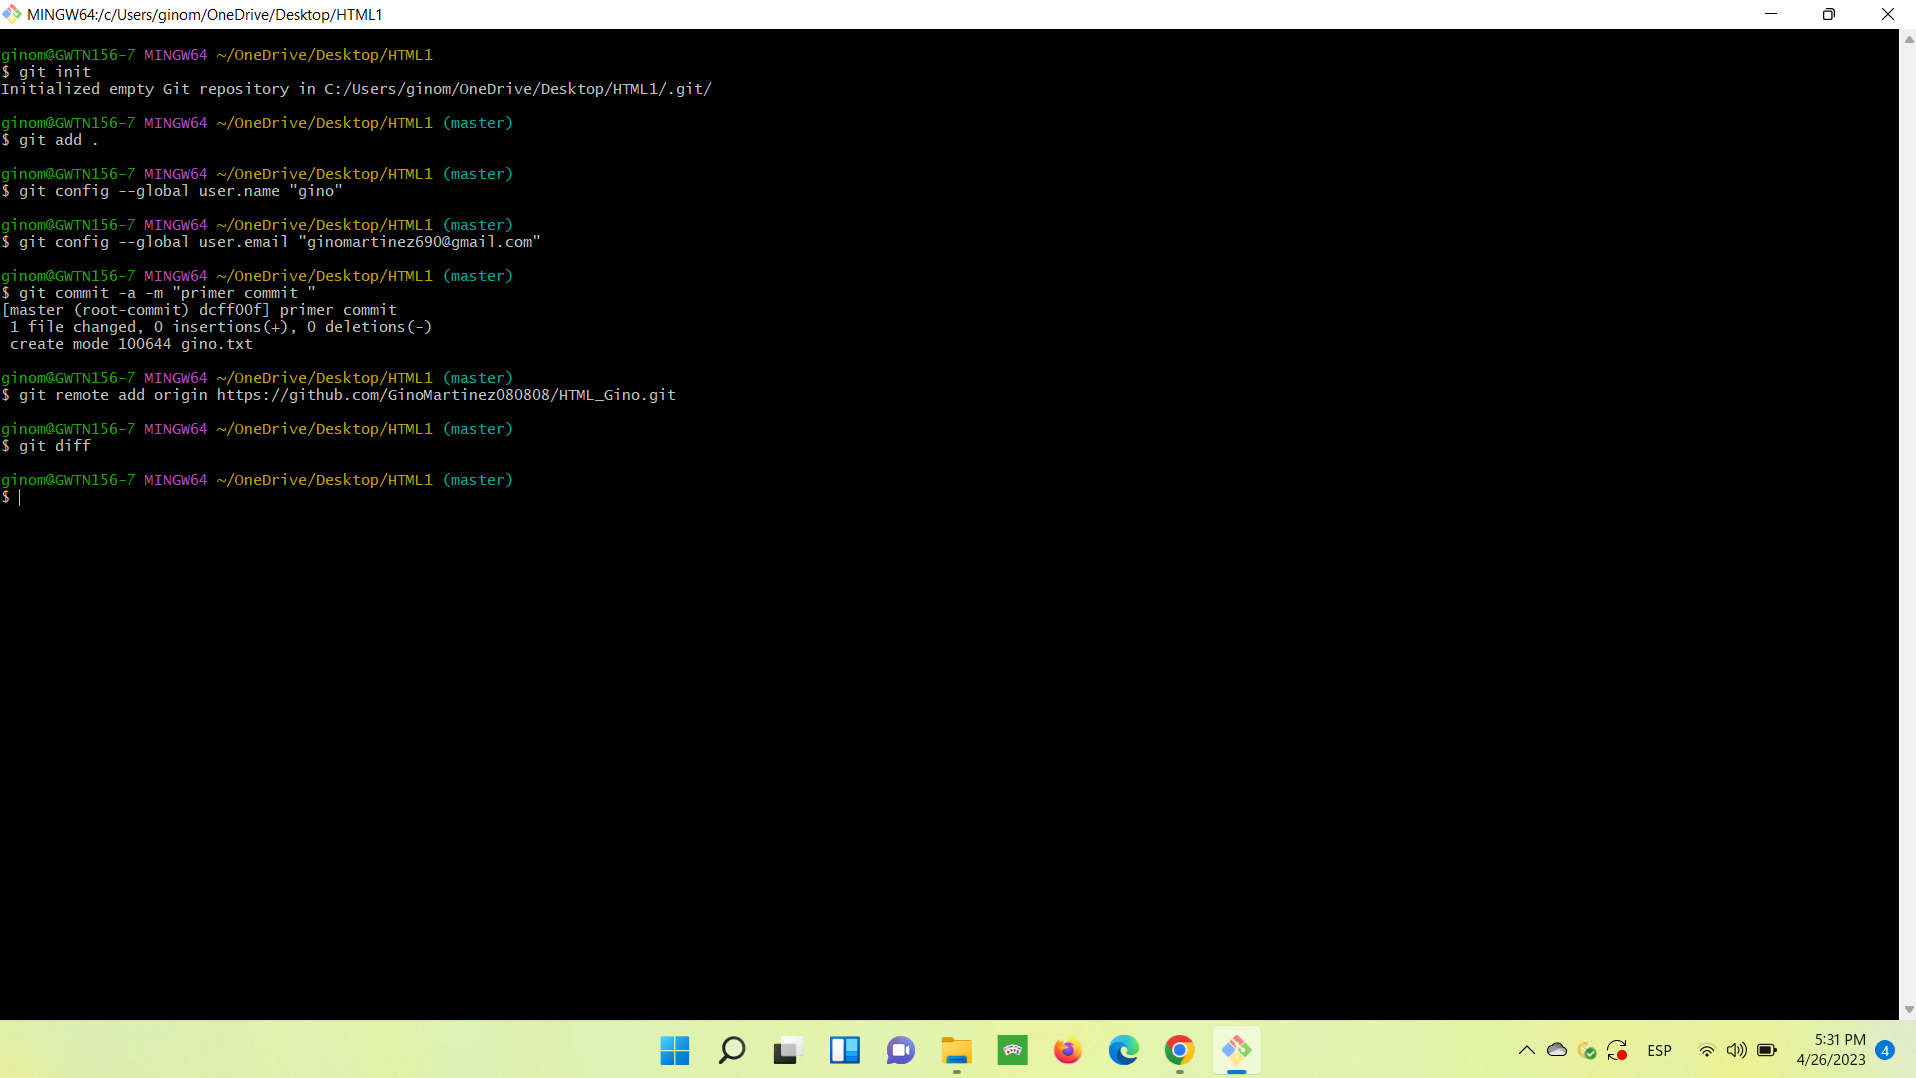 MINGW64:/c/Users/ginom/OneDrive/Desktop/HTML1
ginom@GWTN156-7 MINGW64 ~/OneDrive/Desktop/HTML1
$ git init
Initialized empty Git repository in C:/Users/ginom/OneDrive/Desktop/HTML1/.git/
ginom@GWTN156-7 MINGW64 ~/OneDrive/Desktop/HTML1 (master)
$ git add .
ginom@GWTN156-7 MINGW64 ~/OneDrive/Desktop/HTML1 (master)
$ git config --global user.name "gino"
ginom@GWTN156-7 MINGW64 ~/OneDrive/Desktop/HTML1 (master)
$ git config --global user.email "ginomartinez690@gmail.com"
ginom@GWTN156-7 MINGW64 ~/OneDrive/Desktop/HTML1 (master)
$ git commit -a -m "primer commit "
[master (root-commit) dcff00f] primer commit
 1 file changed, 0 insertions(+), 0 deletions(-)
 create mode 100644 gino.txt
ginom@GWTN156-7 MINGW64 ~/OneDrive/Desktop/HTML1 (master)
$ git remote add origin https://github.com/GinoMartinez080808/HTML_Gino.git
ginom@GWTN156-7 MINGW64 ~/OneDrive/Desktop/HTML1 (master)
$ git diff
ginom@GWTN156-7 MINGW64 ~/OneDrive/Desktop/HTML1 (master)
$
ESP
5:31 PM
4/26/2023
4